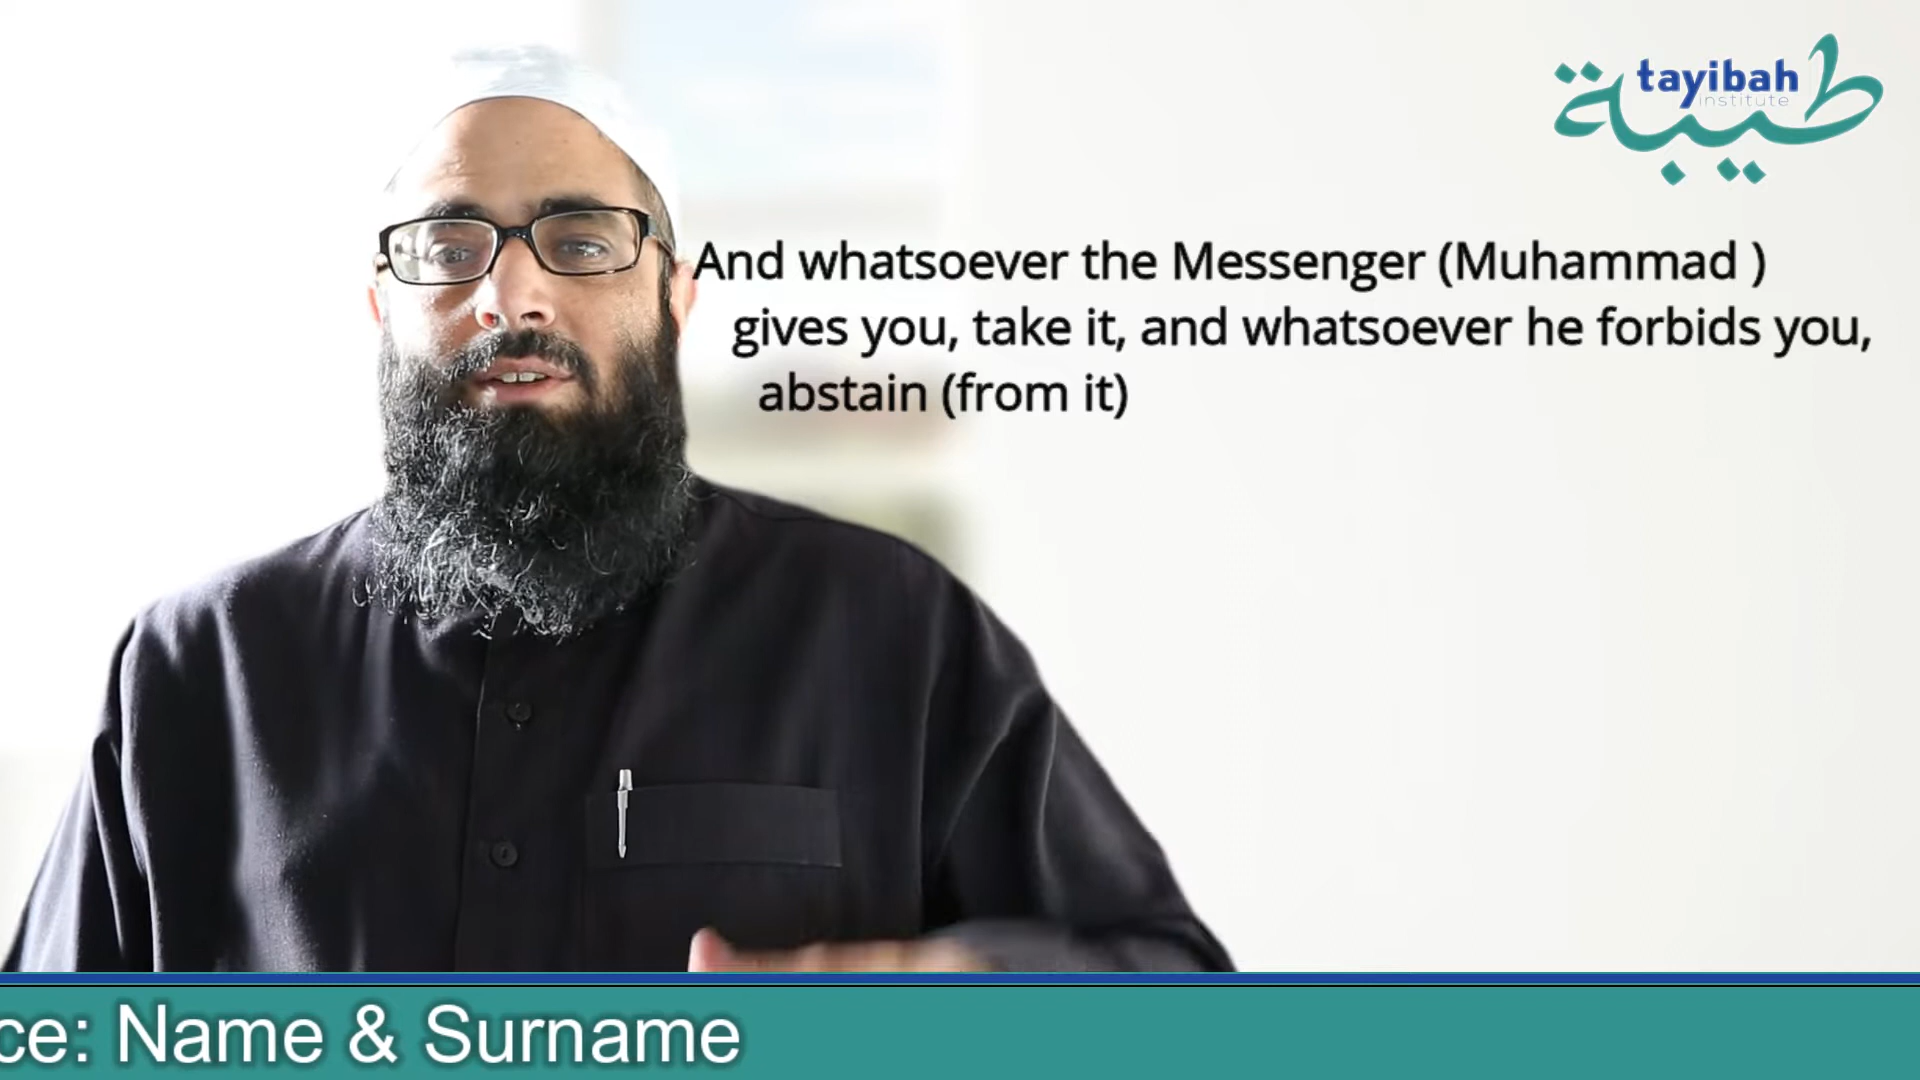 tayibah
institute
طيبة
And whatsoever the Messenger (Muhammad )
gives you, take it, and whatsoever he forbids you,
abstain (from it)
ce: Name & Surname